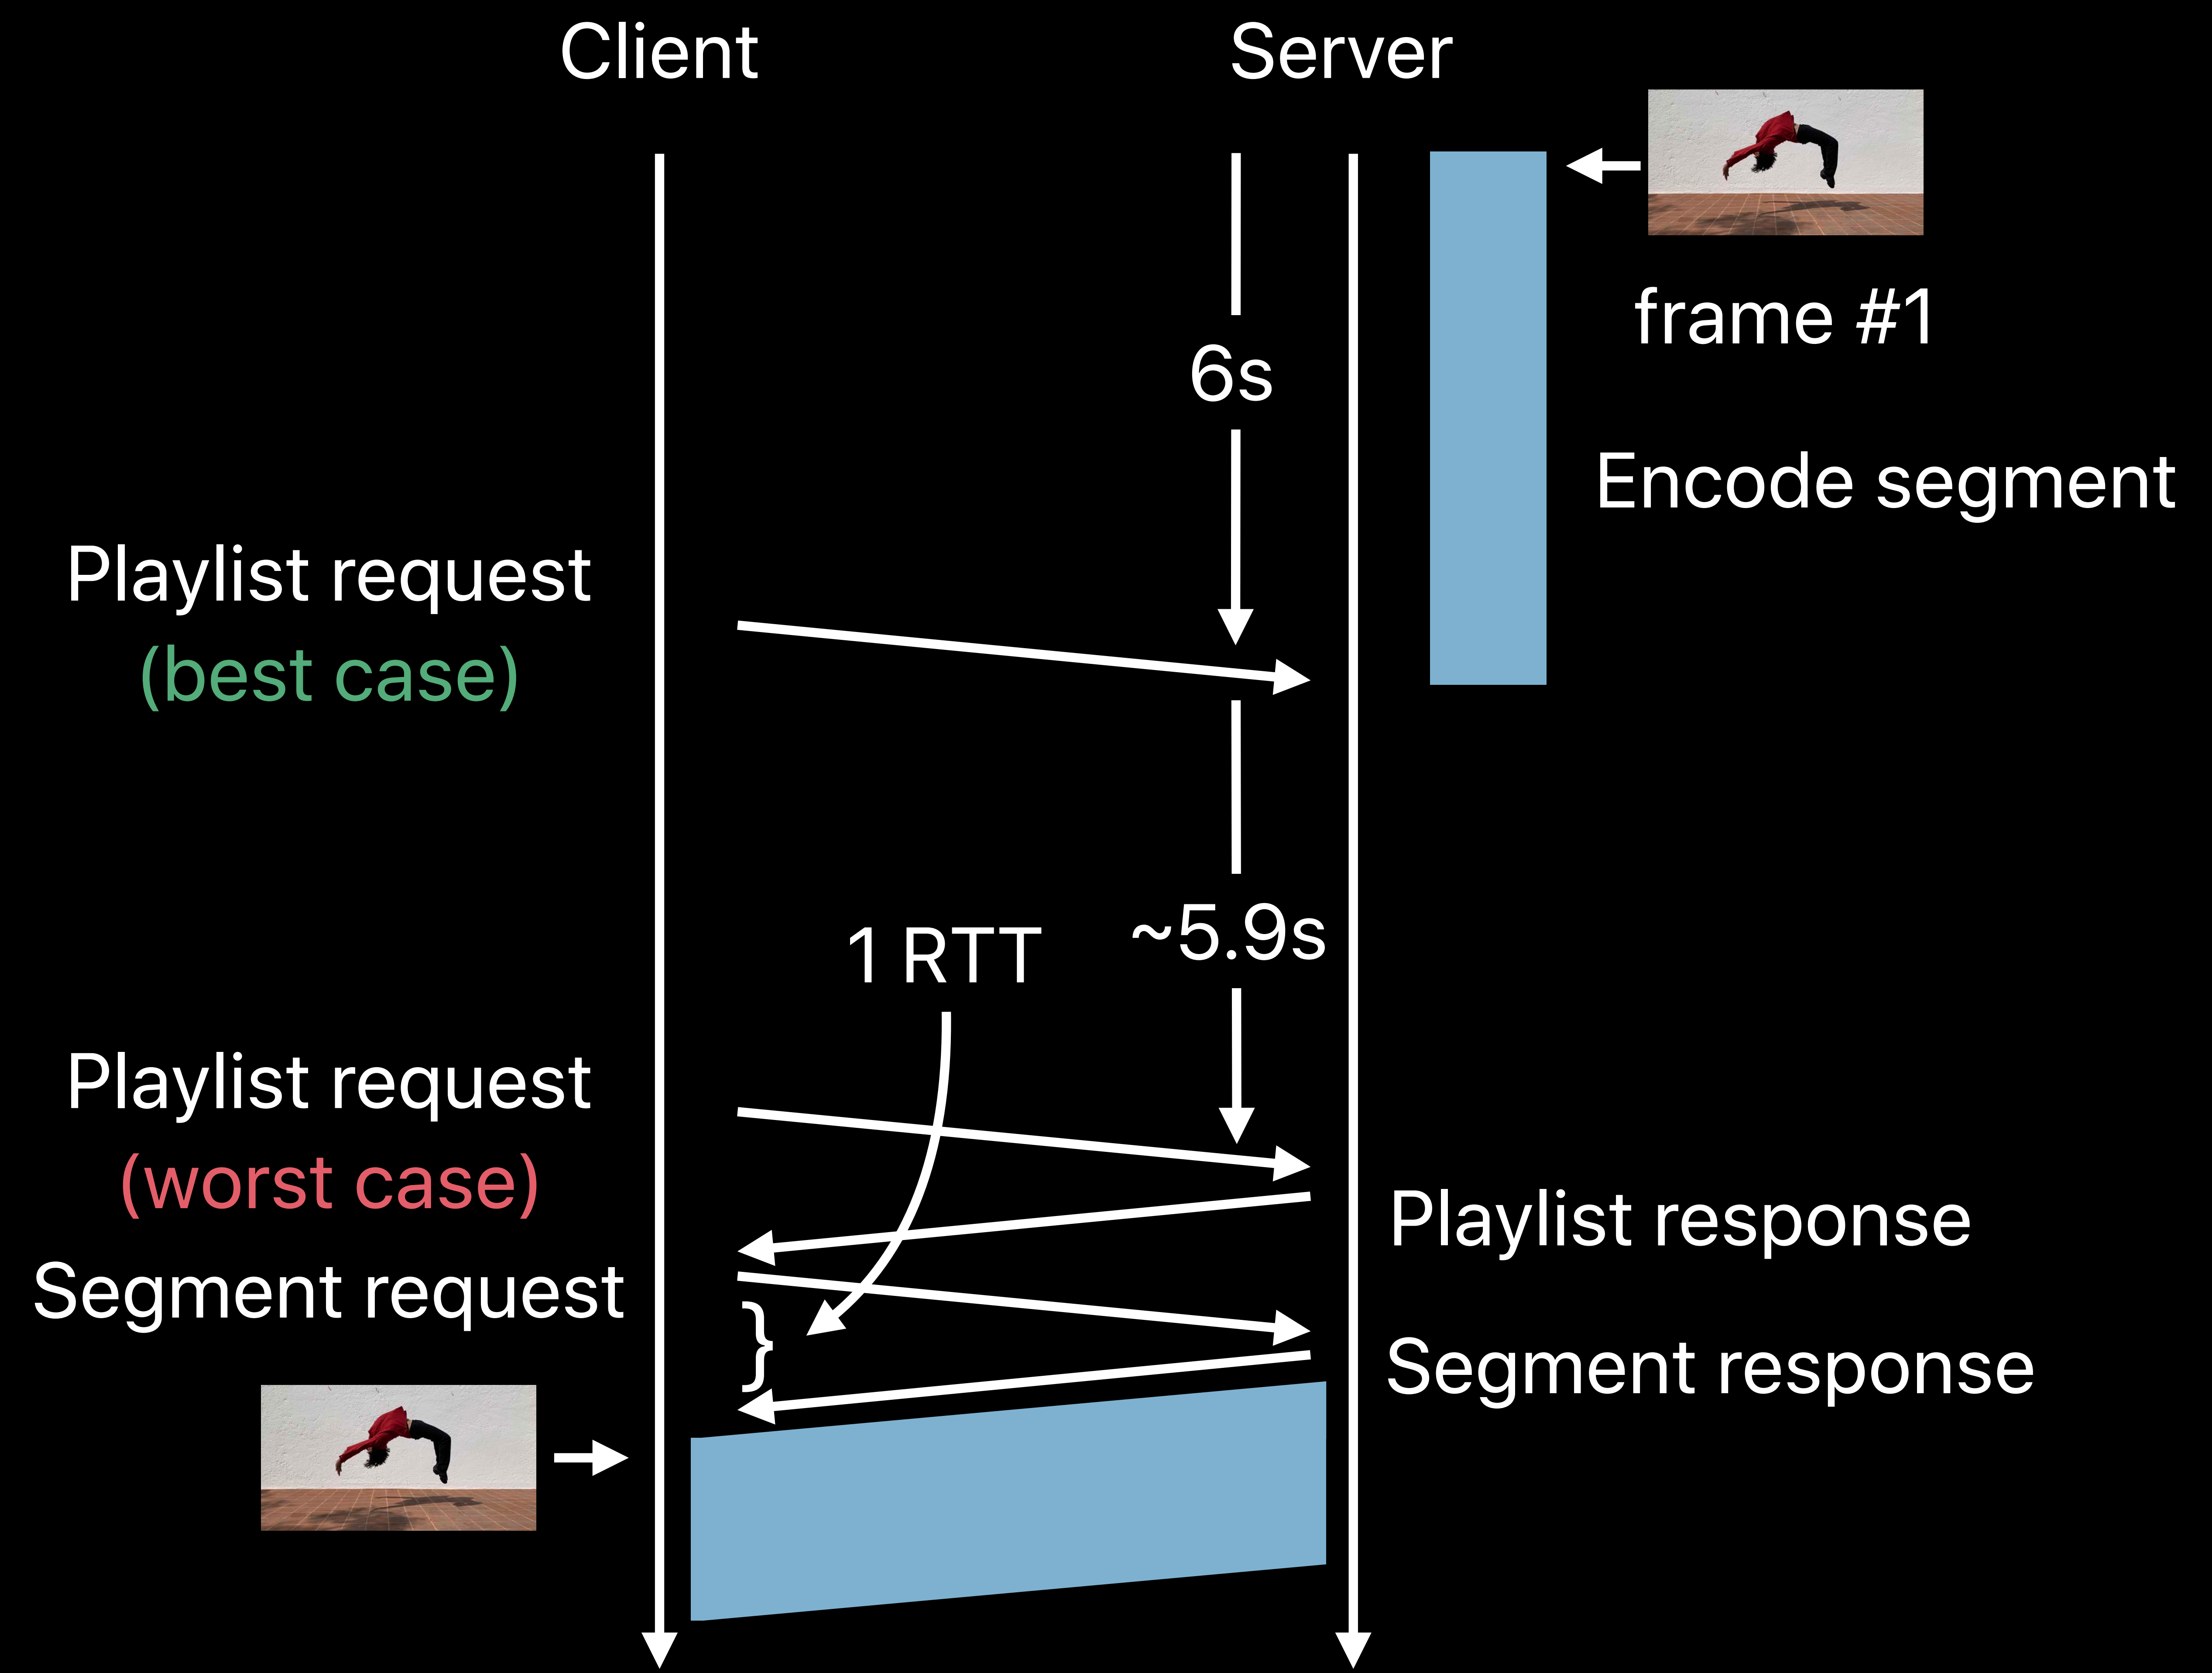 Client
Server
frame #1
6s
Encode segment
Playlist request
(best case)
1 RTT
~5.9s
Playlist request
(worst case)
Playlist response
Segment request
}
Segment response